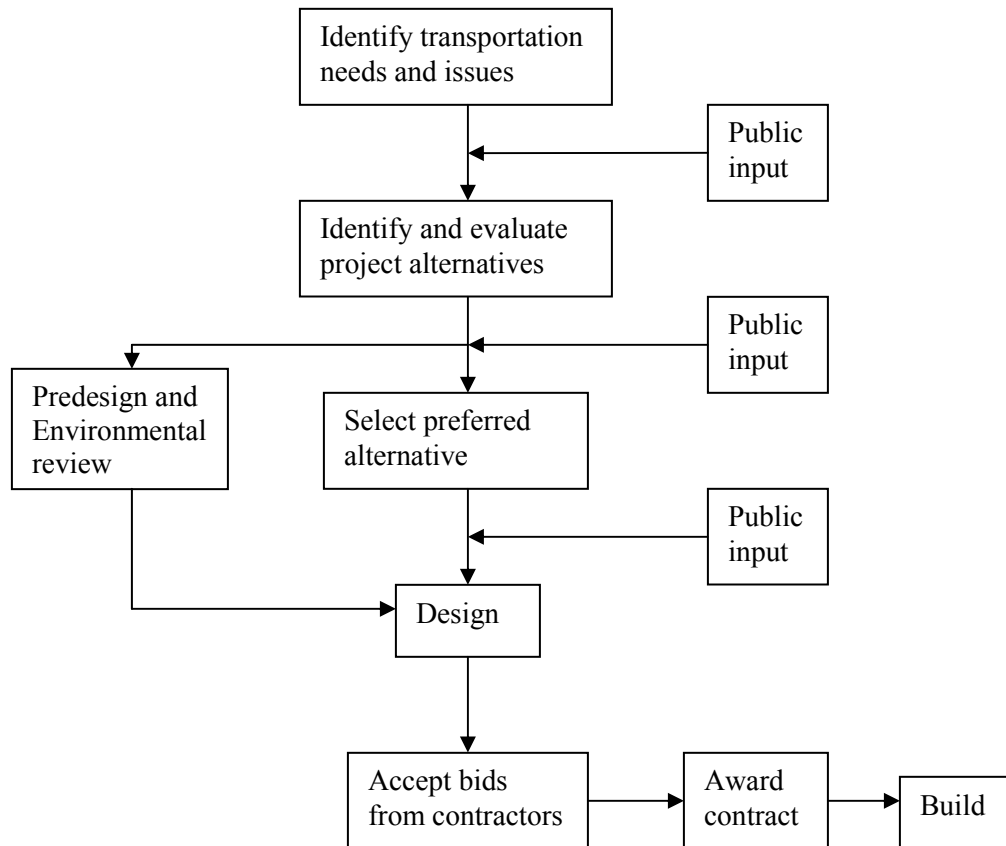 Identify transportation
needs and issues
Public
input
Identify and evaluate
project alternatives
Public
input
Predesign and
Environmental
review
Select preferred
alternative
Public
input
Design
Accept bids
from contractors
Award
contract
Build